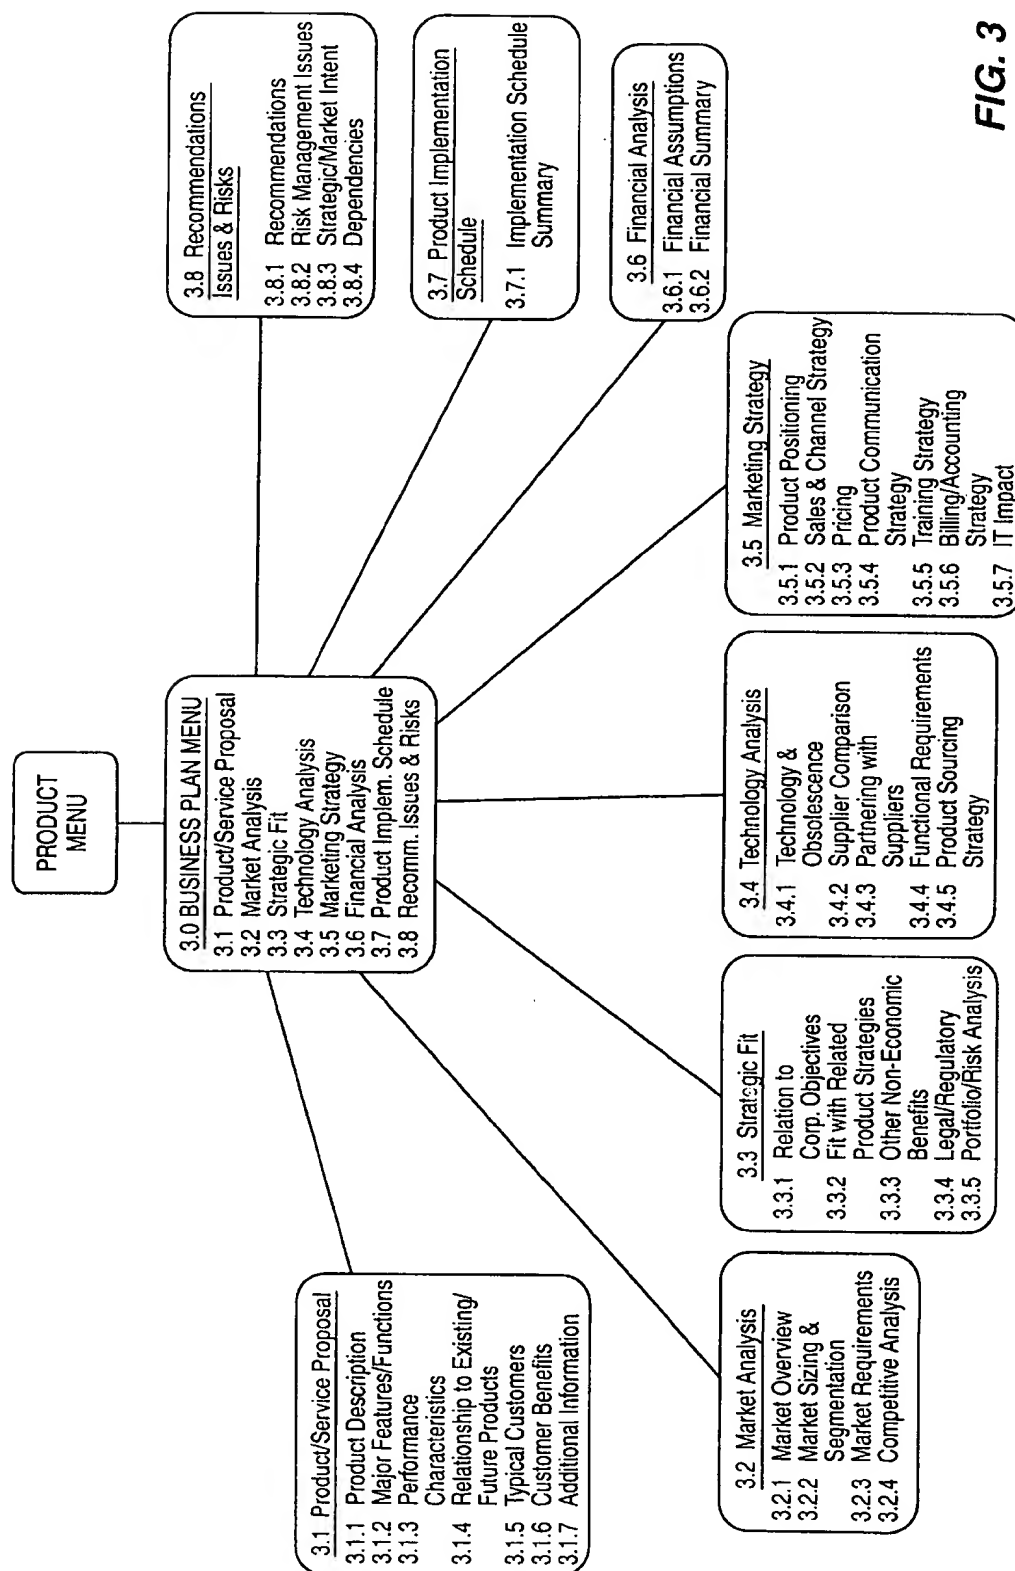 PRODUCT
MENU
3.0 BUSINESS PLAN MENU
3.1 Product/Service Proposal
3.2 Market Analysis
3.3 Strategic Fit
3.4 Technology Analysis
3.5 Marketing Strategy
3.6 Financial Analysis
3.7 Product Implem. Schedule
3.8 Recomm. Issues & Risks
3.1 Product/Service Proposal
3.1.1 Product Description
3.1.2 Major Features/Functions
3.1.3 Performance
Characteristics
3.1.4 Relationship to Existing/
Future Products
3.1.5 Typical Customers
3.1.6 Customer Benefits
3.1.7 Additional Information
3.2 Market Analysis
3.2.1 Market Overview
3.2.2 Market Sizing &
Segmentation
3.2.3 Market Requirements
3.2.4 Competitive Analysis
3.3 Strategic Fit
3.3.1 Relation to
Corp. Objectives
3.3.2 Fit with Related
Product Strategies
3.3.3 Other Non-Economic
Benefits
3.3.4 Legal/Regulatory
3.3.5 Portfolio/Risk Analysis
3.4 Technology Analysis
3.4.1 Technology &
Obsolescence
3.4.2 Supplier Comparison
3.4.3 Partnering with
Suppliers
3.4.4 Functional Requirements
3.4.5 Product Sourcing
Strategy
3.5 Marketing Strategy
3.5.1 Product Positioning
3.5.2 Sales & Channel Strategy
3.5.3 Pricing
3.5.4 Product Communication
Strategy
3.5.5 Training Strategy
3.5.6 Billing/Accounting
Strategy
3.5.7 IT Impact
3.6 Financial Analysis
3.6.1 Financial Assumptions
3.6.2 Financial Summary
3.7 Product Implementation
Schedule
3.7.1 Implementation Schedule
Summary
3.8 Recommendations
Issues & Risks
3.8.1 Recommendations
3.8.2 Risk Management Issues
3.8.3 Strategic/Market Intent
3.8.4 Dependencies
FIG. 3